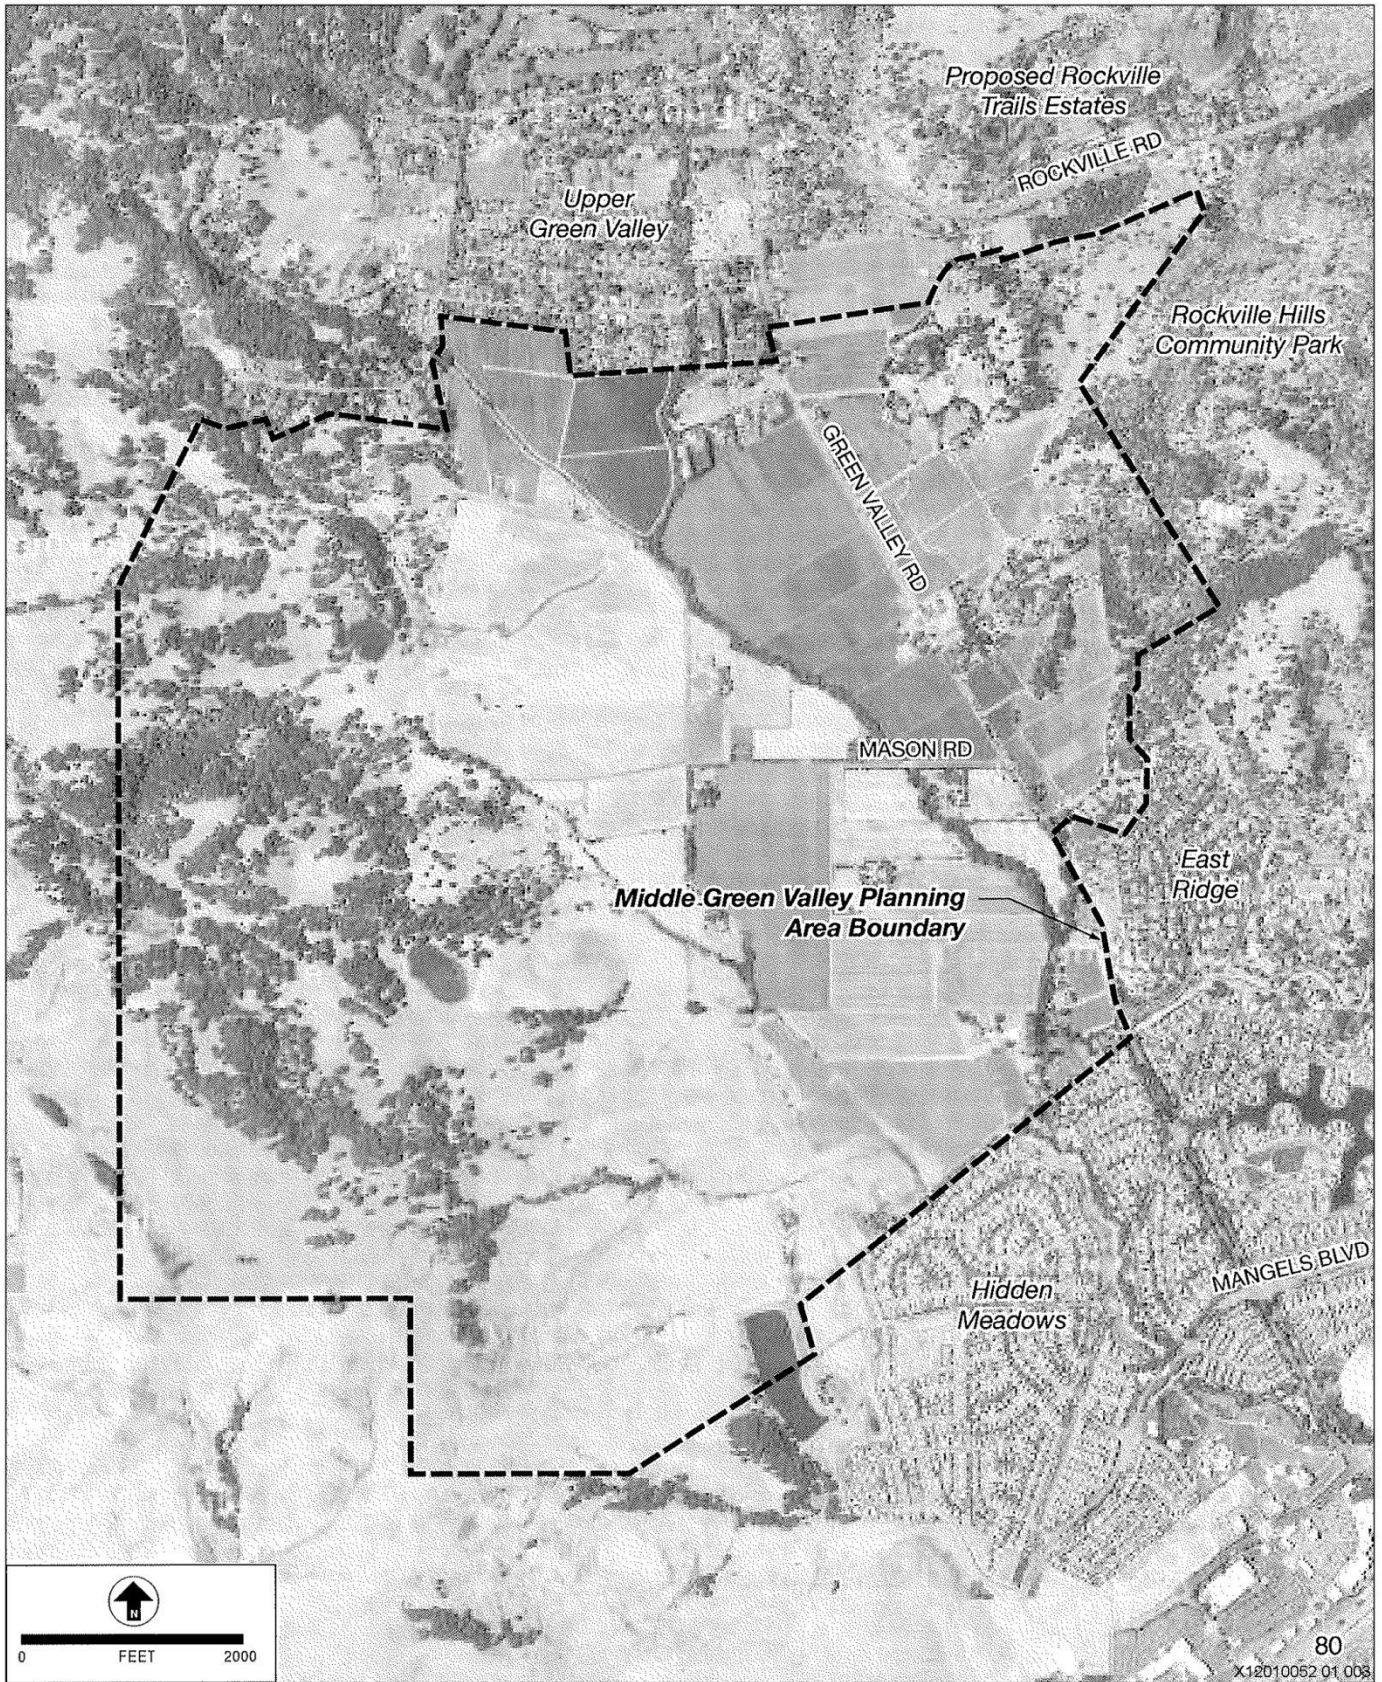 Proposed Rockville
Trails Estates
ROCKVILLE RD
Upper
Green Valley
Rockville Hills
Community Park
GREEN VALLEY RD
MASON RD
East
Ridge
Middle Green Valley Planning
Area Boundary
MANGELS BLVD
Hidden
Meadows
N
0 FEET 2000
80
X12010052 01 003